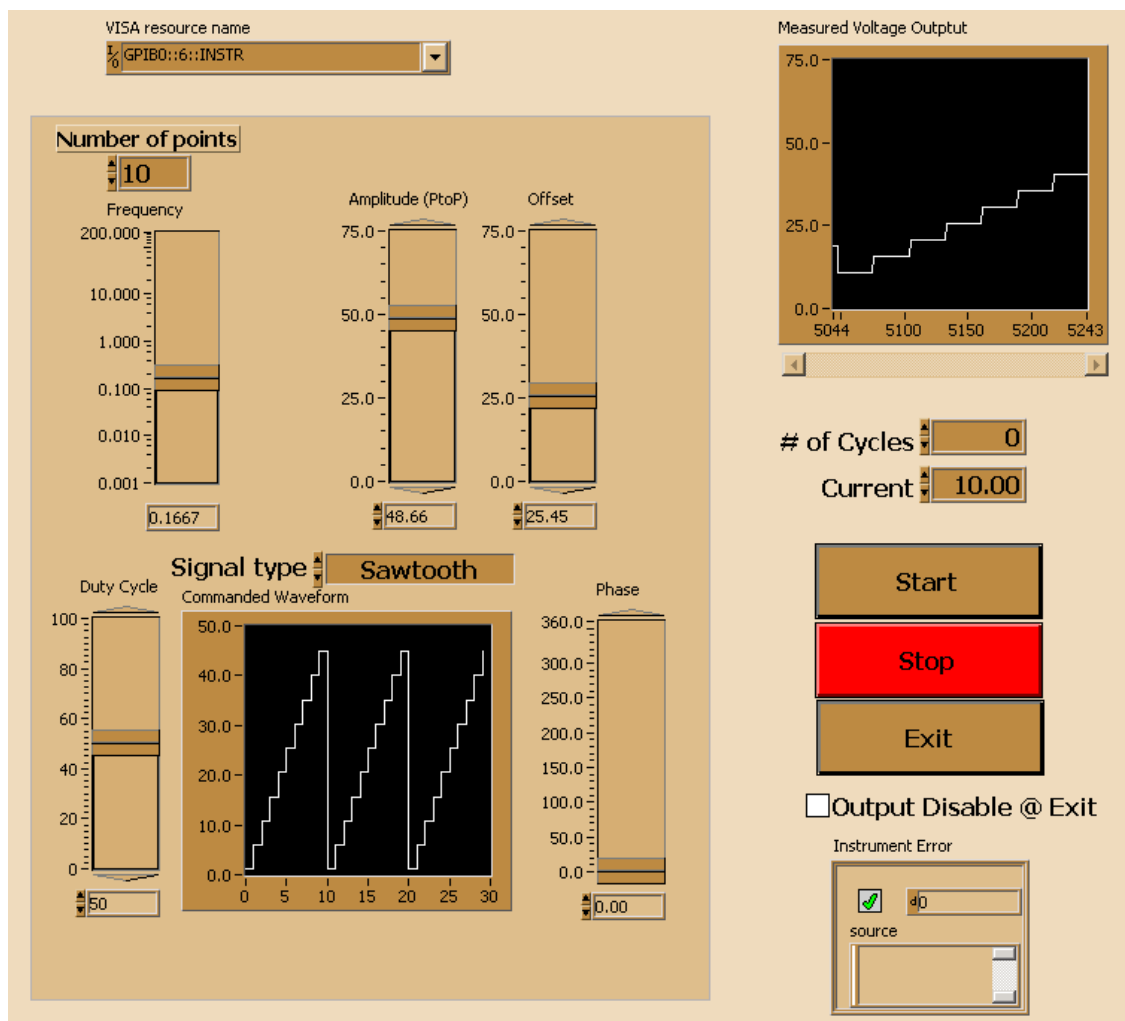 VISA resource name
GPIB0::6::INSTR
Number of points
10
Frequency
200.000
10.000
1.000
0.100
0.010
0.001
0.1667
Amplitude (PtoP)
75.0
50.0
25.0
0.0
48.66
Offset
75.0
50.0
25.0
0.0
25.45
Signal type
Sawtooth
Duty Cycle
100
80
60
40
20
0
50
Commanded Waveform
50.0
40.0
30.0
20.0
10.0
0.0
0 5 10 15 20 25 30
Phase
360.0
300.0
250.0
200.0
150.0
100.0
50.0
0.0
0.00
Measured Voltage Outptut
75.0
50.0
25.0
0.0
5044 5100 5150 5200 5243
# of Cycles 0
Current 10.00
Start
Stop
Exit
Output Disable @ Exit
Instrument Error
d0
source